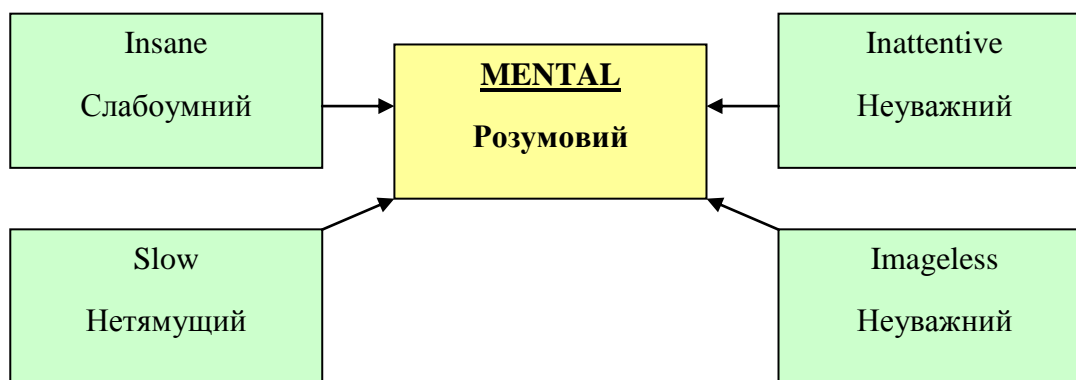 Insane
Слабоумний
MENTAL
Розумовий
Inattentive
Неуважний
Slow
Нетямущий
Imageless
Неуважний